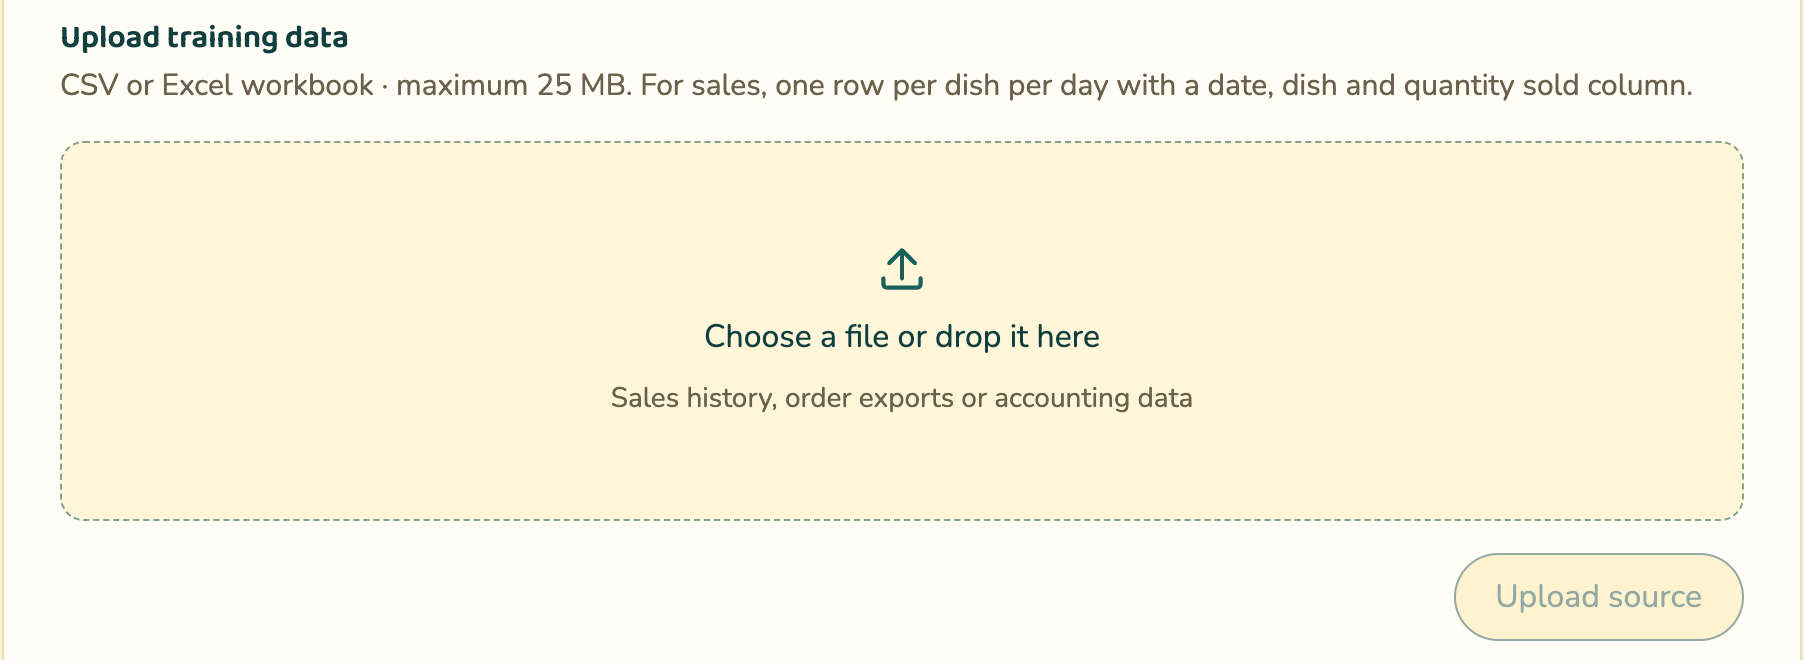 Upload training data
CSV or Excel workbook · maximum 25 MB. For sales, one row per dish per day with a date, dish and quantity sold column.
Choose a file or drop it here
Sales history, order exports or accounting data
Upload source